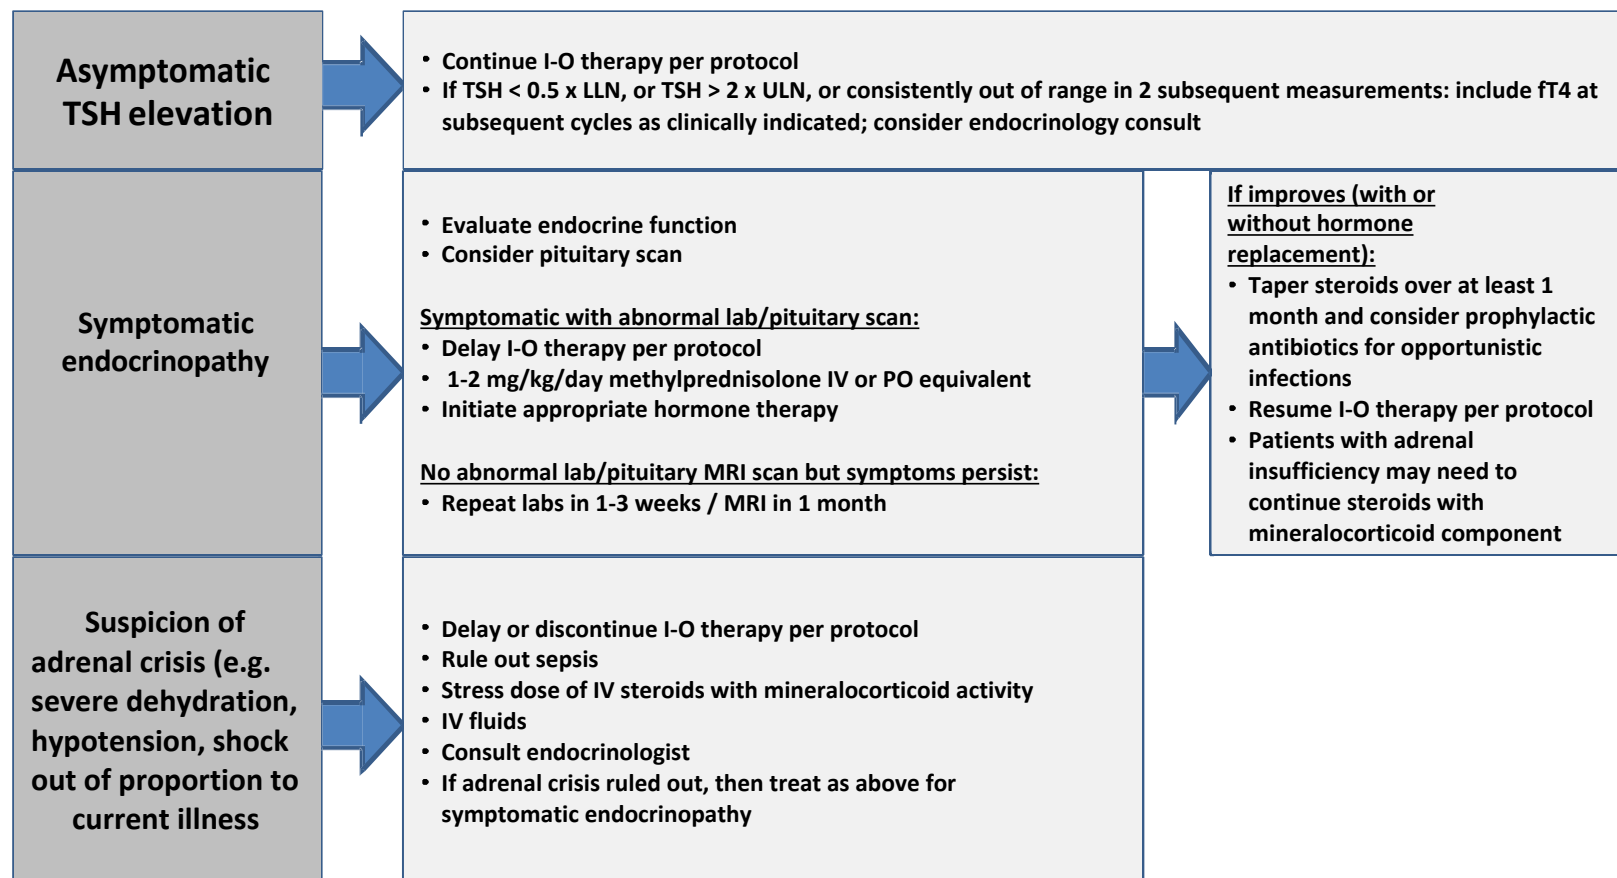 Asymptomatic
TSH elevation
• Continue I-O therapy per protocol
• If TSH < 0.5 x LLN, or TSH > 2 x ULN, or consistently out of range in 2 subsequent measurements: include fT4 at
subsequent cycles as clinically indicated; consider endocrinology consult
Symptomatic
endocrinopathy
• Evaluate endocrine function
• Consider pituitary scan
Symptomatic with abnormal lab/pituitary scan:
• Delay I-O therapy per protocol
• 1-2 mg/kg/day methylprednisolone IV or PO equivalent
• Initiate appropriate hormone therapy
No abnormal lab/pituitary MRI scan but symptoms persist:
• Repeat labs in 1-3 weeks / MRI in 1 month
If improves (with or
without hormone
replacement):
• Taper steroids over at least 1
month and consider prophylactic
antibiotics for opportunistic
infections
• Resume I-O therapy per protocol
• Patients with adrenal
insufficiency may need to
continue steroids with
mineralocorticoid component
Suspicion of
adrenal crisis (e.g.
severe dehydration,
hypotension, shock
out of proportion to
current illness
• Delay or discontinue I-O therapy per protocol
• Rule out sepsis
• Stress dose of IV steroids with mineralocorticoid activity
• IV fluids
• Consult endocrinologist
• If adrenal crisis ruled out, then treat as above for
symptomatic endocrinopathy